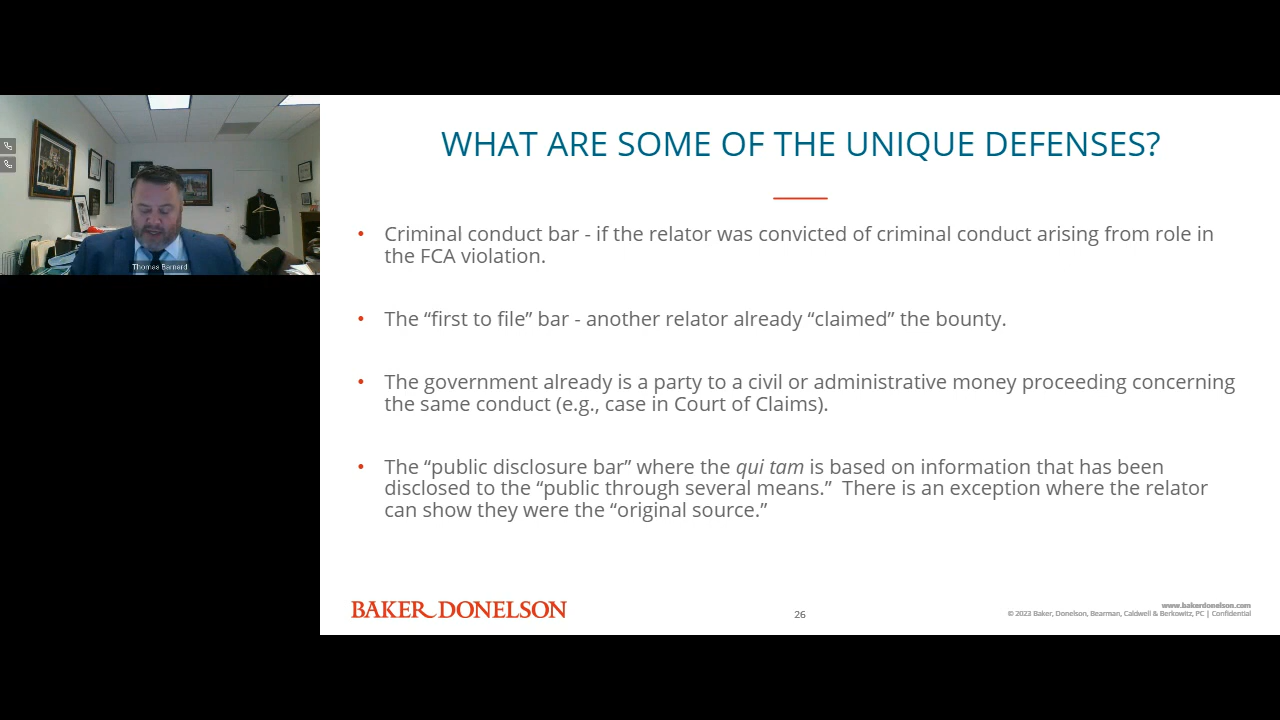 WHAT ARE SOME OF THE UNIQUE DEFENSES?
• Criminal conduct bar - if the relator was convicted of criminal conduct arising from role in
the FCA violation.
• The “first to file” bar - another relator already “claimed” the bounty.
• The government already is a party to a civil or administrative money proceeding concerning
the same conduct (e.g., case in Court of Claims).
• The “public disclosure bar” where the qui tam is based on information that has been
disclosed to the “public through several means.”  There is an exception where the relator
can show they were the “original source.”
Thomas Barnard
BAKER DONELSON
26
www.bakerdonelson.com
© 2023 Baker, Donelson, Bearman, Caldwell & Berkowitz, PC | Confidential